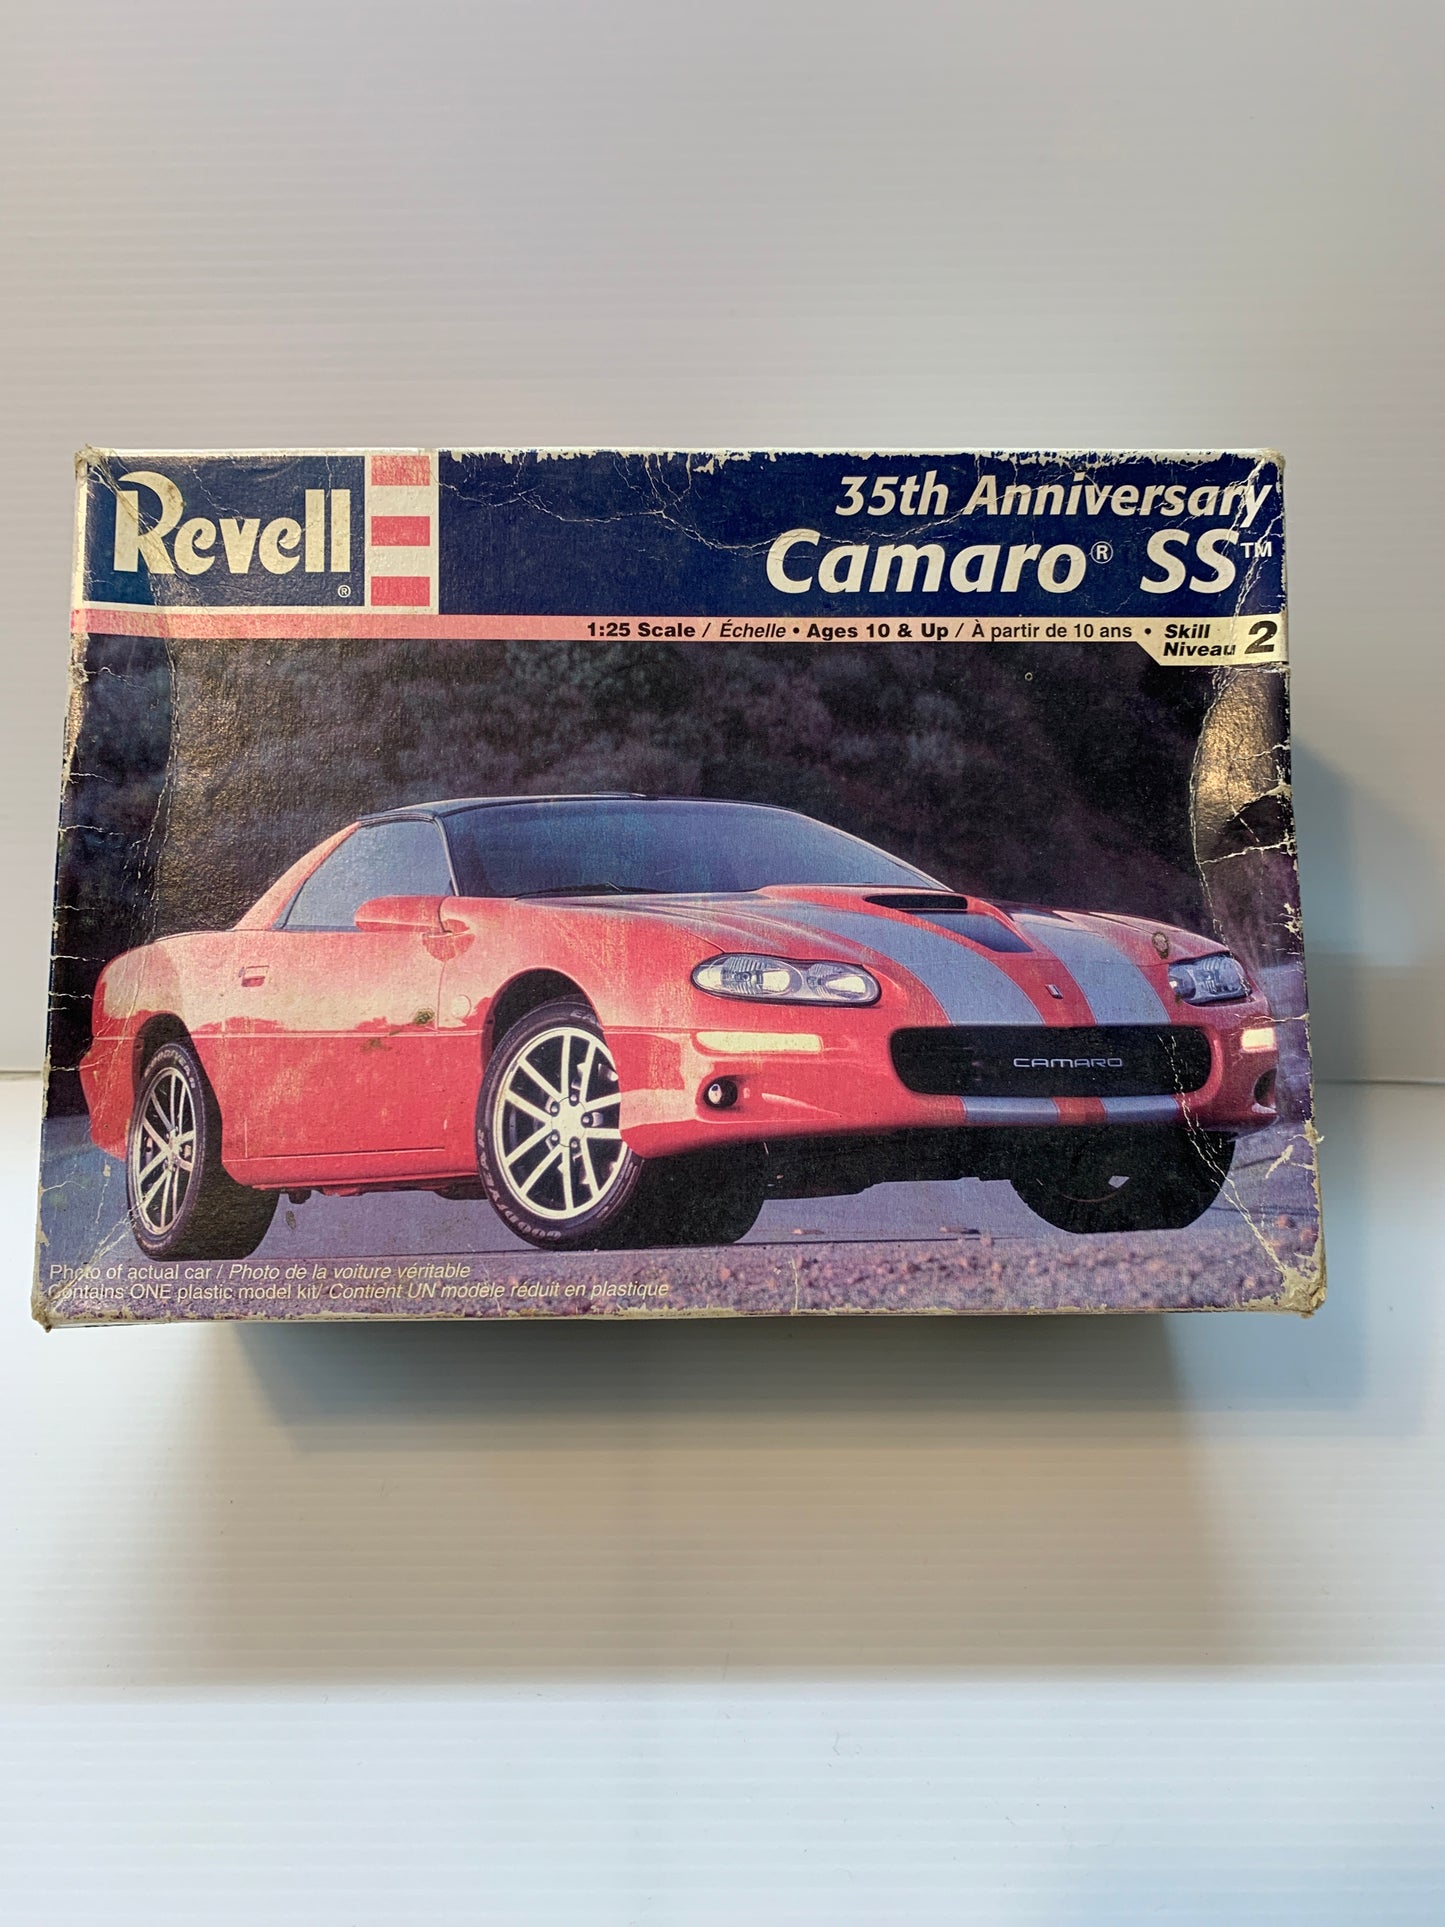 Revell®
35th Anniversary
Camaro® SS™
1:25 Scale / Échelle • Ages 10 & Up / À partir de 10 ans • Skill Niveau 2
CAMARO
GOODYEAR
Photo of actual car / Photo de la voiture véritable
Contains ONE plastic model kit/ Contient UN modèle réduit en plastique